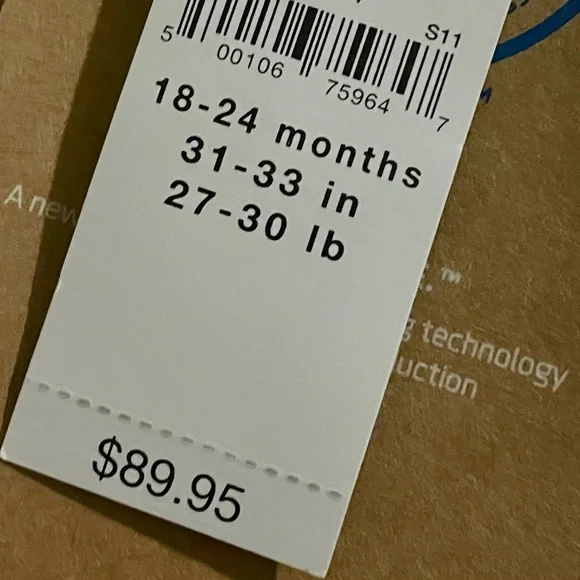 S11
5 00106 75964 7
18-24 months
31-33 in
27-30 lb
A new
.™
technology
uction
$89.95